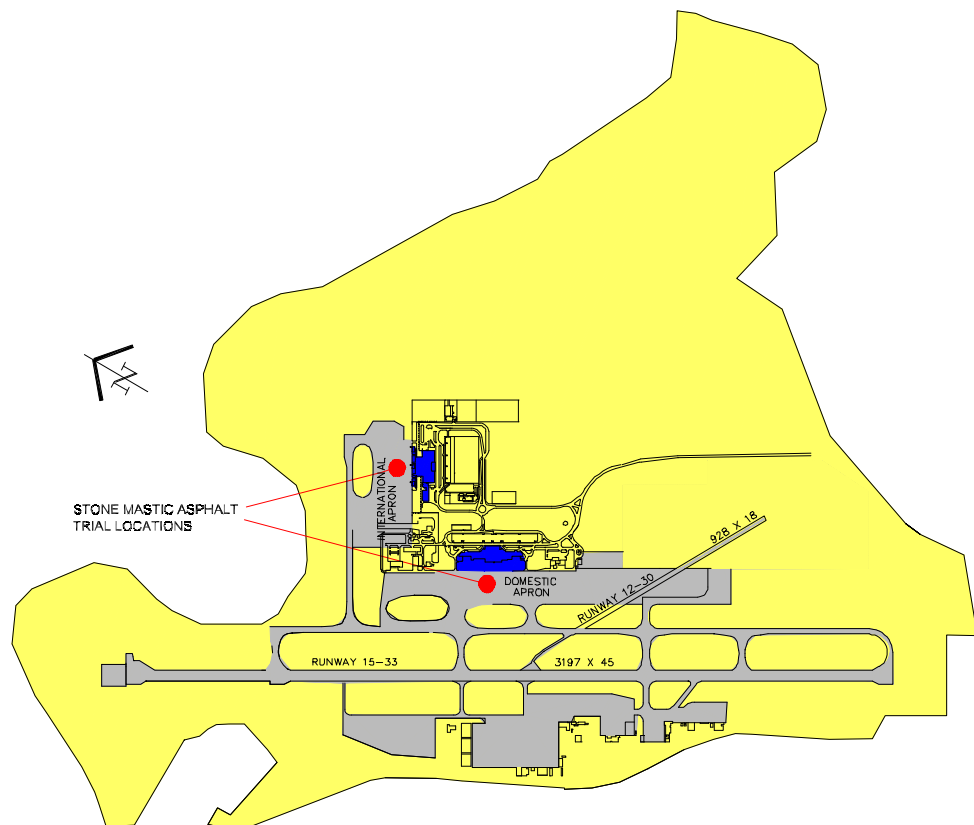 N
INTERNATIONAL
APRON
STONE MASTIC ASPHALT
TRIAL LOCATIONS
928 X 18
RUNWAY 12-30
DOMESTIC
APRON
RUNWAY 15-33
3197 X 45